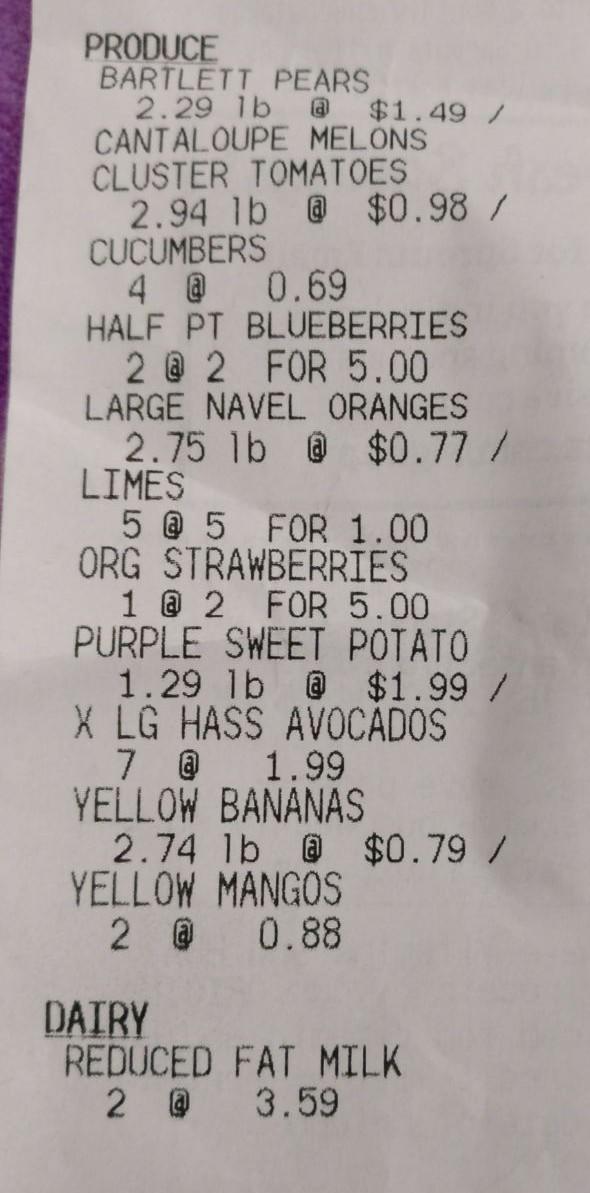 PRODUCE
BARTLETT PEARS
2.29 lb @ $1.49 /
CANTALOUPE MELONS
CLUSTER TOMATOES
2.94 lb @ $0.98 /
CUCUMBERS
4 @ 0.69
HALF PT BLUEBERRIES
2 @ 2 FOR 5.00
LARGE NAVEL ORANGES
2.75 lb @ $0.77 /
LIMES
5 @ 5 FOR 1.00
ORG STRAWBERRIES
1 @ 2 FOR 5.00
PURPLE SWEET POTATO
1.29 lb @ $1.99 /
X LG HASS AVOCADOS
7 @ 1.99
YELLOW BANANAS
2.74 lb @ $0.79 /
YELLOW MANGOS
2 @ 0.88
DAIRY
REDUCED FAT MILK
2 @ 3.59